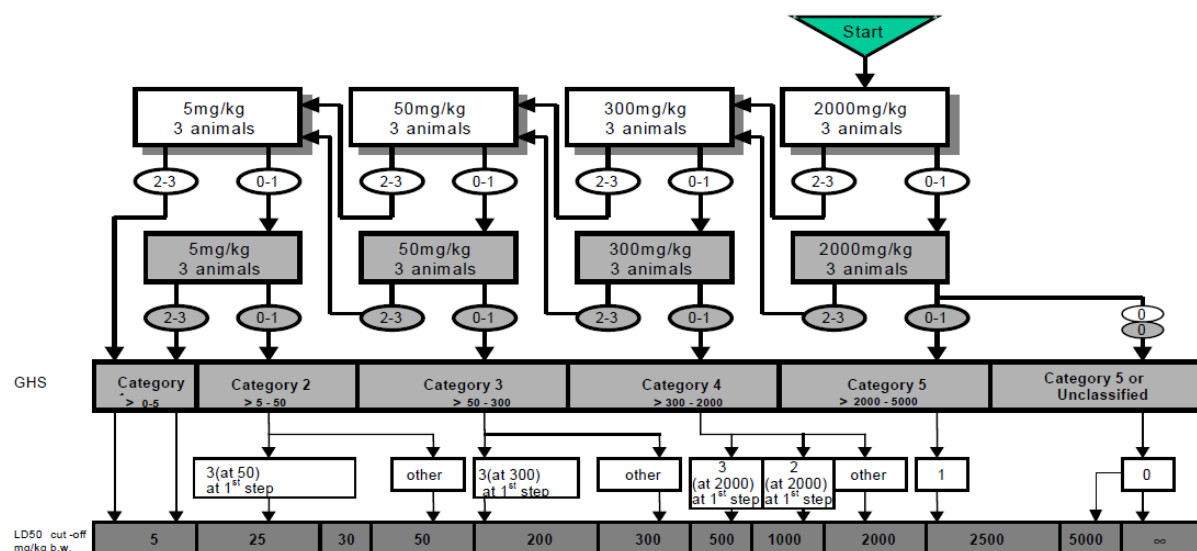 Start
5mg/kg
3 animals
50mg/kg
3 animals
300mg/kg
3 animals
2000mg/kg
3 animals
2-3
0-1
2-3
0-1
2-3
0-1
2-3
0-1
5mg/kg
3 animals
50mg/kg
3 animals
300mg/kg
3 animals
2000mg/kg
3 animals
2-3
0-1
2-3
0-1
2-3
0-1
2-3
0-1
0
0
GHS
Category
> 0-5
Category 2
> 5 - 50
Category 3
> 50 - 300
Category 4
> 300 - 2000
Category 5
> 2000 - 5000
Category 5 or
Unclassified
3(at 50)
at 1st step
other
3(at 300)
at 1st step
other
3
(at 2000)
at 1st step
2
(at 2000)
at 1st step
other
1
0
LD50 cut-off
mg/kg b.w.
5
25
30
50
200
300
500
1000
2000
2500
5000
∞